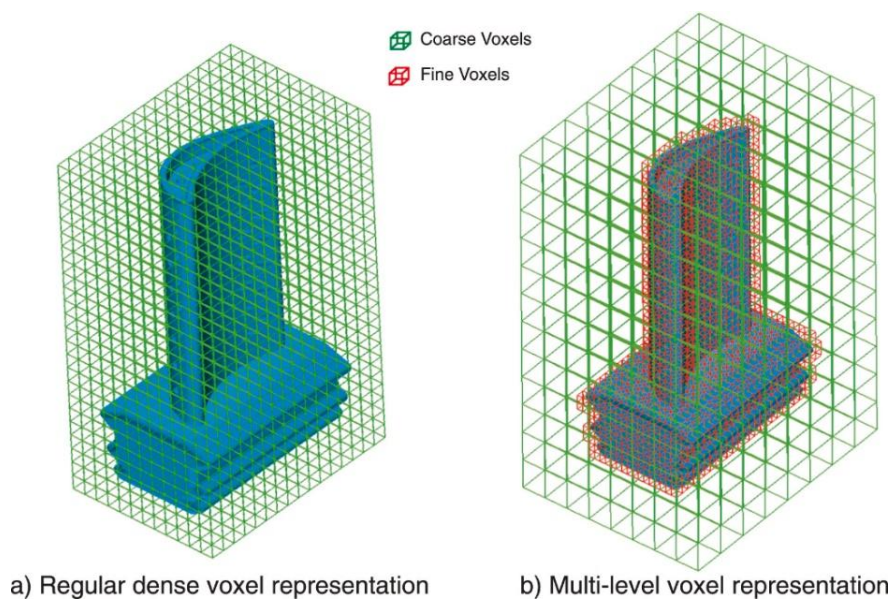 Coarse Voxels
Fine Voxels
a) Regular dense voxel representation
b) Multi-level voxel representation